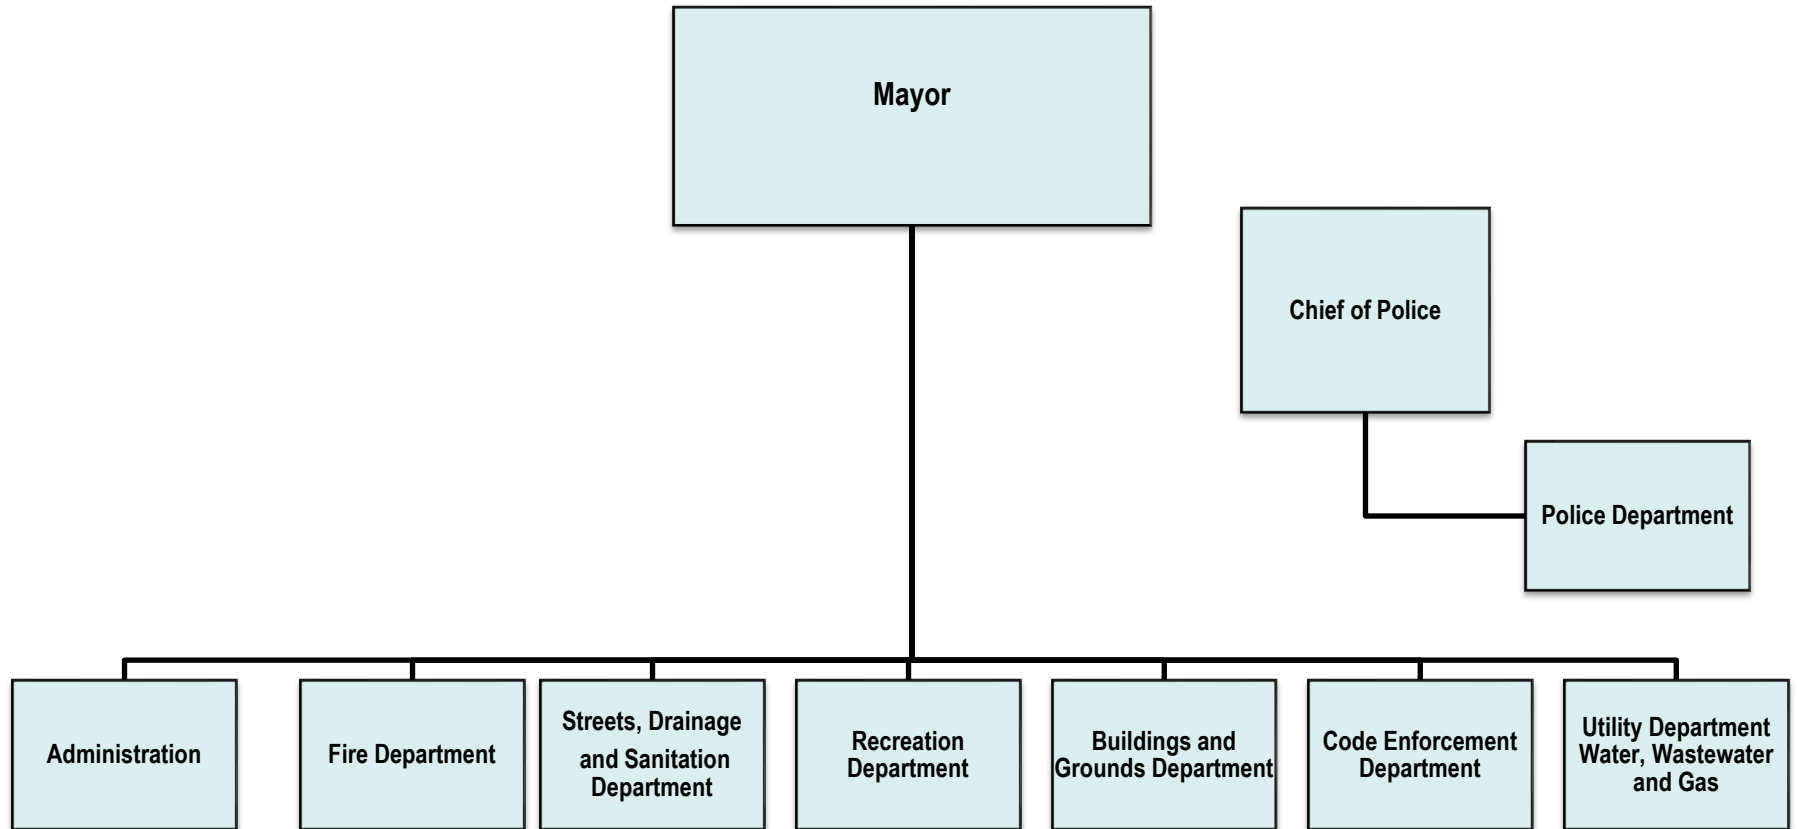 Mayor
Chief of Police
Police Department
Administration
Fire Department
Streets, Drainage
and Sanitation
Department
Recreation
Department
Buildings and
Grounds Department
Code Enforcement
Department
Utility Department
Water, Wastewater
and Gas